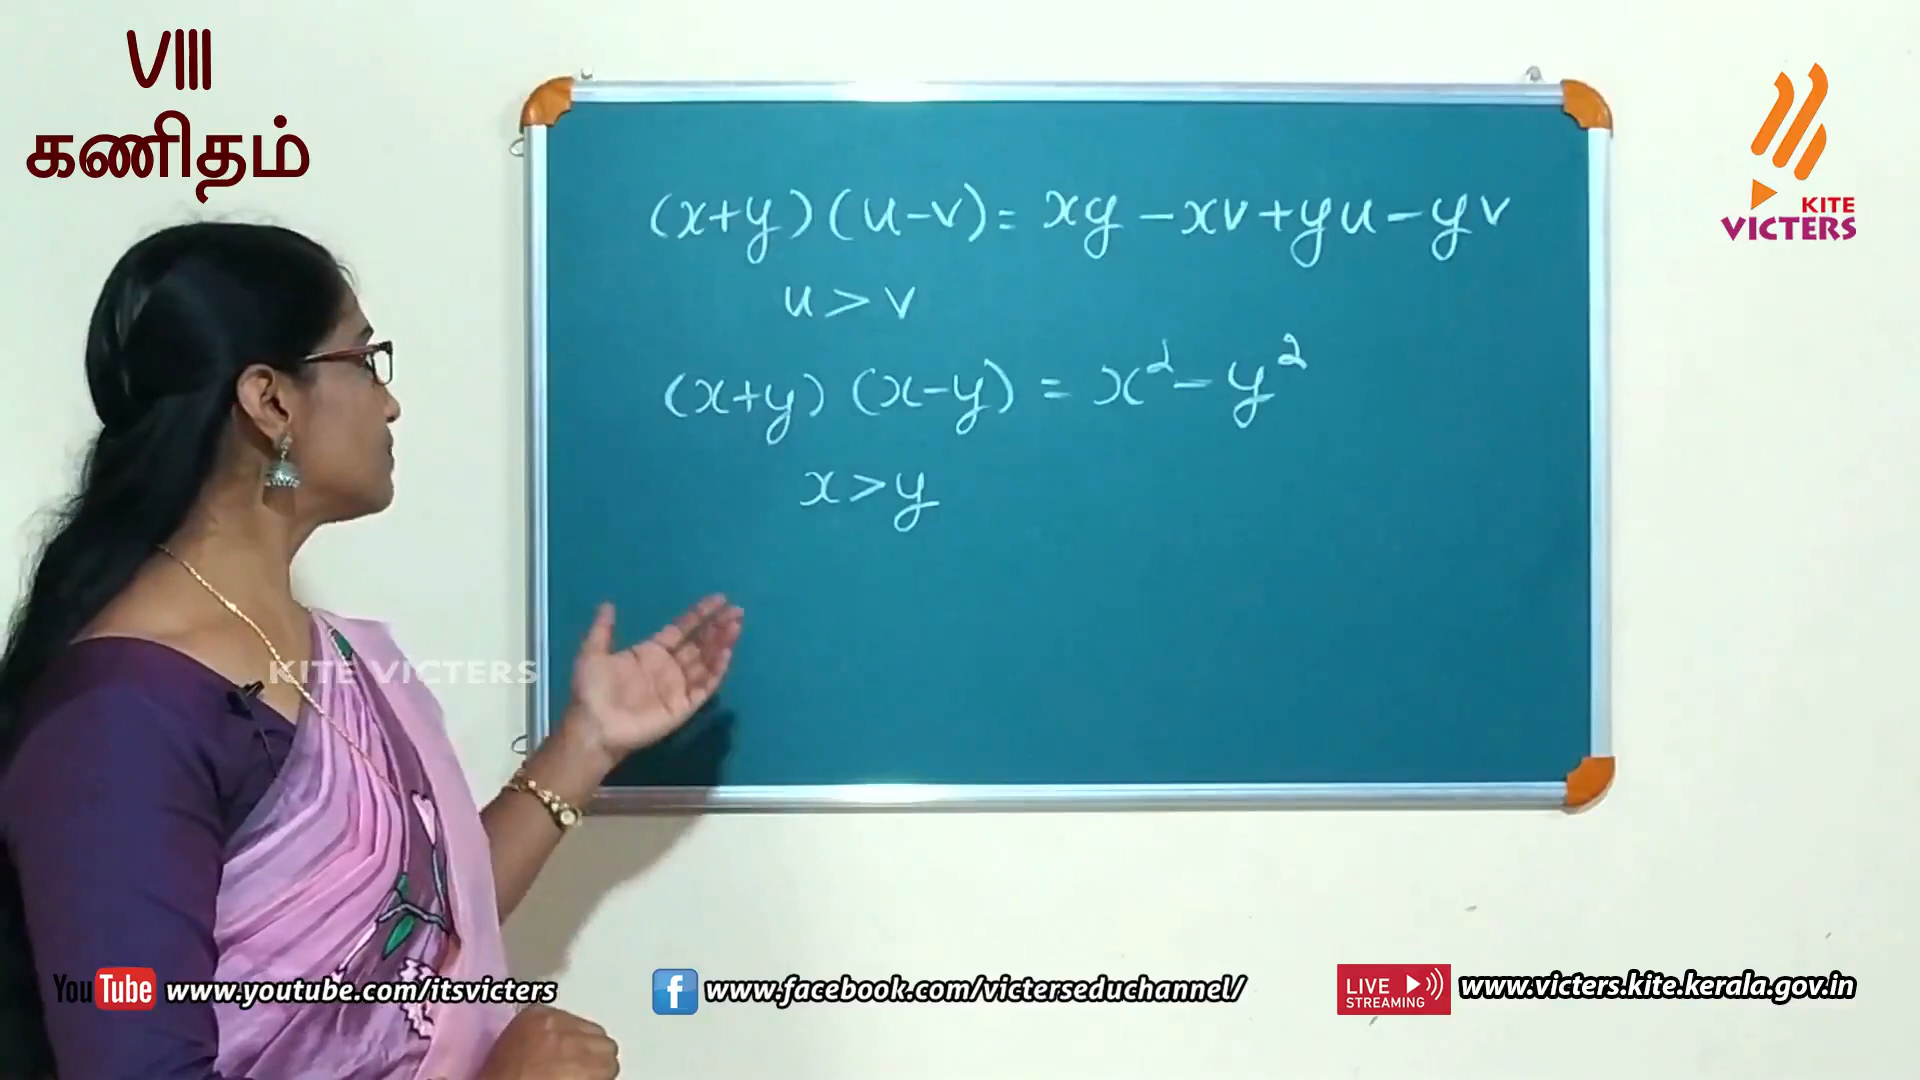 VIII
கணிதம்
(x+y)(u-v)= xy -xv+yu-yv
u>v
(x+y) (x-y) = x²-y²
x>y
KITE
VICTERS
KITE VICTERS
YouTube www.youtube.com/itsvicters
f www.facebook.com/victerseduchannel/
LIVE STREAMING www.victers.kite.kerala.gov.in